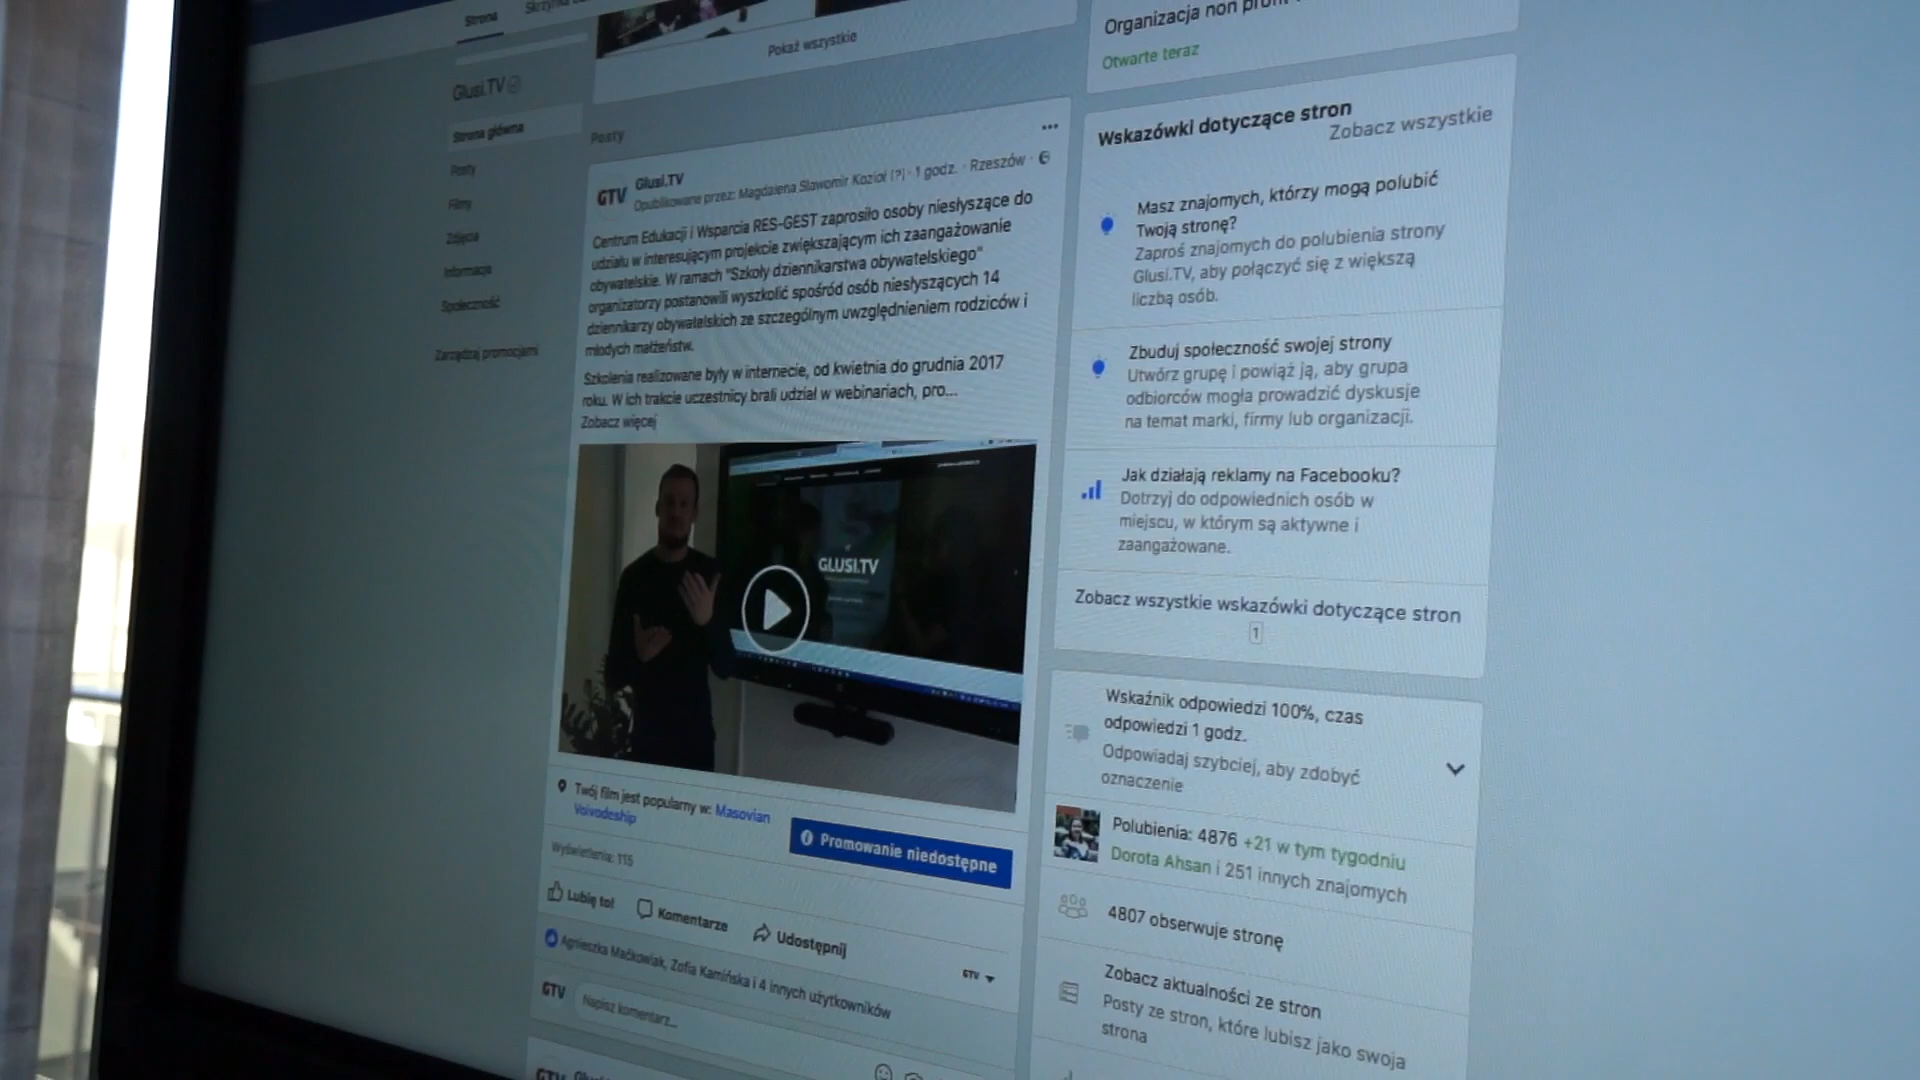 Strona
Glusi.TV
Strona główna
Posty
Filmy
Zdjęcia
Informacje
Społeczność
Zarządzaj promocjami
Pokaż wszystkie
Posty
GTV
Glusi.TV
Opublikowane przez: Magdalena Sławomir Kozioł [?] · 1 godz. · Rzeszów ·
Centrum Edukacji i Wsparcia RES-GEST zaprosiło osoby niesłyszące do
udziału w interesującym projekcie zwiększającym ich zaangażowanie
obywatelskie. W ramach "Szkoły dziennikarstwa obywatelskiego"
organizatorzy postanowili wyszkolić spośród osób niesłyszących 14
dziennikarzy obywatelskich ze szczególnym uwzględnieniem rodziców i
młodych małżeństw.
Szkolenia realizowane były w internecie, od kwietnia do grudnia 2017
roku. W ich trakcie uczestnicy brali udział w webinariach, pro...
Zobacz więcej
GLUSI.TV
Twój film jest popularny w: Masovian
Voivodeship
Promowanie niedostępne
Wyświetlenia: 115
Lubię to!
Komentarze
Udostępnij
GTV
Agnieszka Maćkowiak, Zofia Kamińska i 4 innych użytkowników
GTV
Napisz komentarz...
GTV
Organizacja non profit
Otwarte teraz
Wskazówki dotyczące stron
Zobacz wszystkie
Masz znajomych, którzy mogą polubić
Twoją stronę?
Zaproś znajomych do polubienia strony
Glusi.TV, aby połączyć się z większą
liczbą osób.
Zbuduj społeczność swojej strony
Utwórz grupę i powiąż ją, aby grupa
odbiorców mogła prowadzić dyskusje
na temat marki, firmy lub organizacji.
Jak działają reklamy na Facebooku?
Dotrzyj do odpowiednich osób w
miejscu, w którym są aktywne i
zaangażowane.
Zobacz wszystkie wskazówki dotyczące stron
1
Wskaźnik odpowiedzi 100%, czas
odpowiedzi 1 godz.
Odpowiadaj szybciej, aby zdobyć
oznaczenie
Polubienia: 4876 +21 w tym tygodniu
Dorota Ahsan i 251 innych znajomych
4807 obserwuje stronę
Zobacz aktualności ze stron
Posty ze stron, które lubisz jako swoja
strona